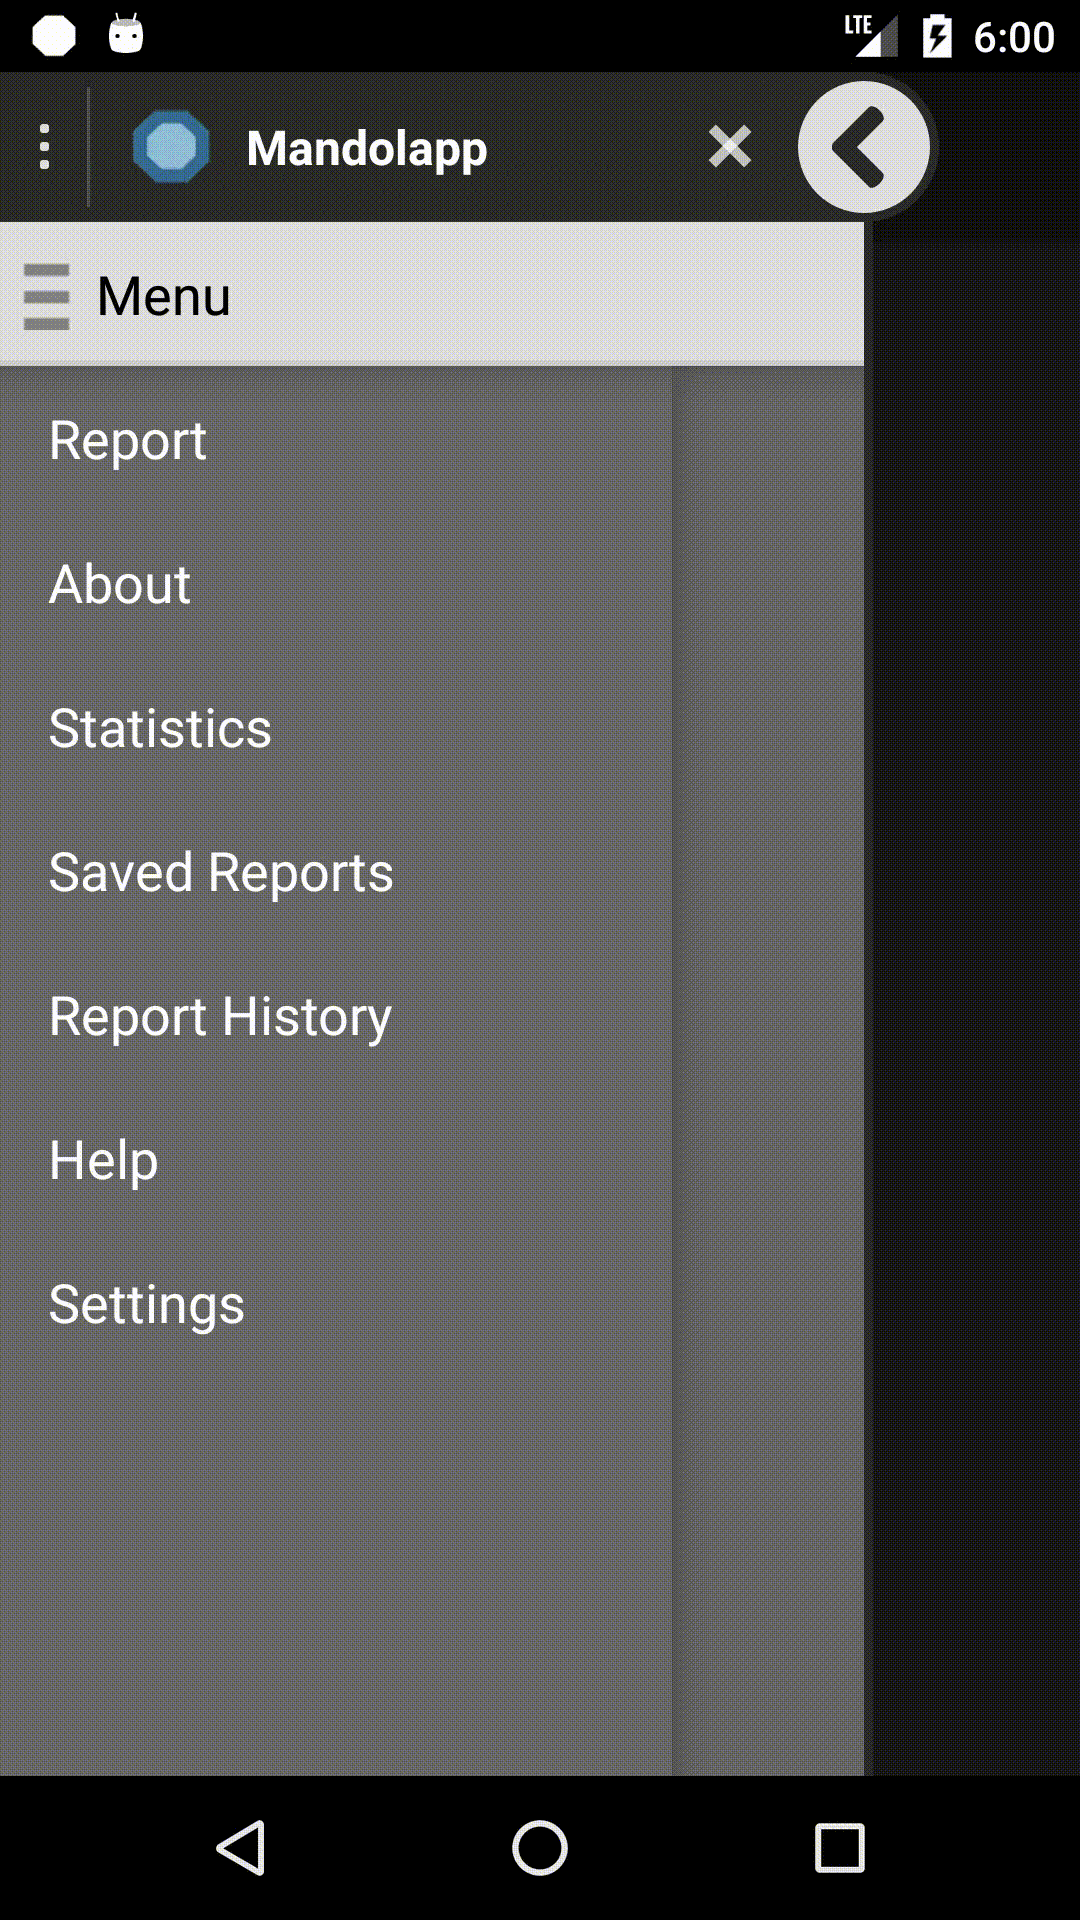 LTE 6:00
Mandolapp
Menu
Report
About
Statistics
Saved Reports
Report History
Help
Settings